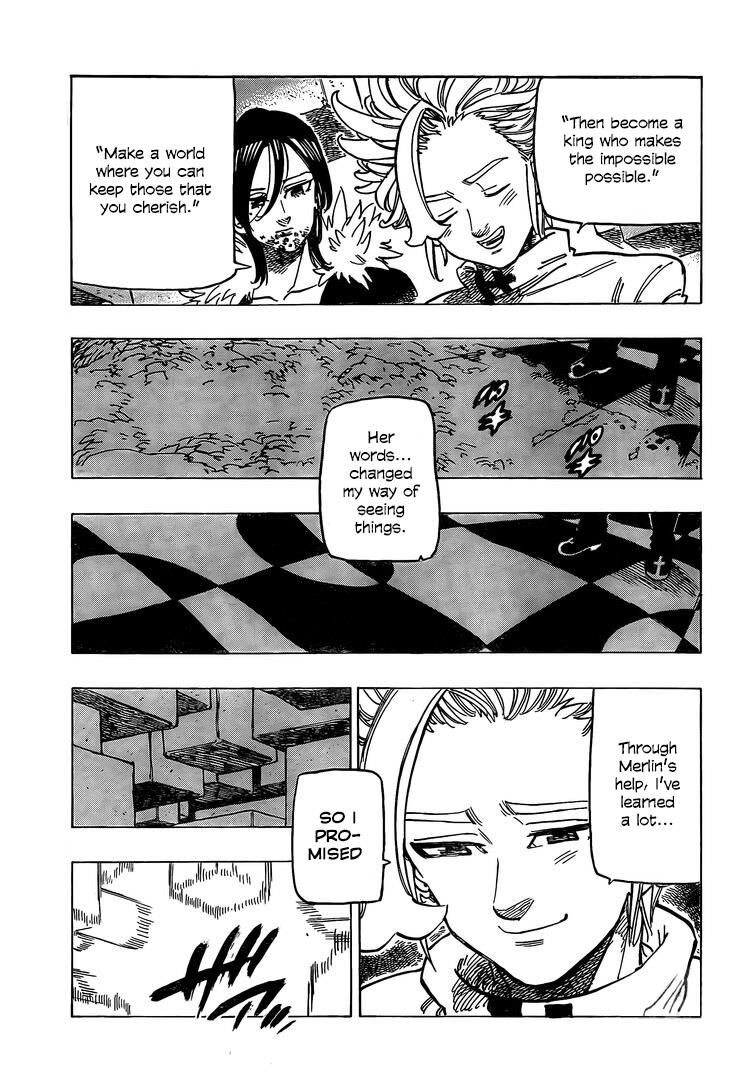 "Then become a
king who makes
the impossible
possible."
"Make a world
where you can
keep those that
you cherish."
Her
words...
changed
my way of
seeing
things.
Through
Merlin's
help, I've
learned
a lot...
SO I
PRO-
MISED